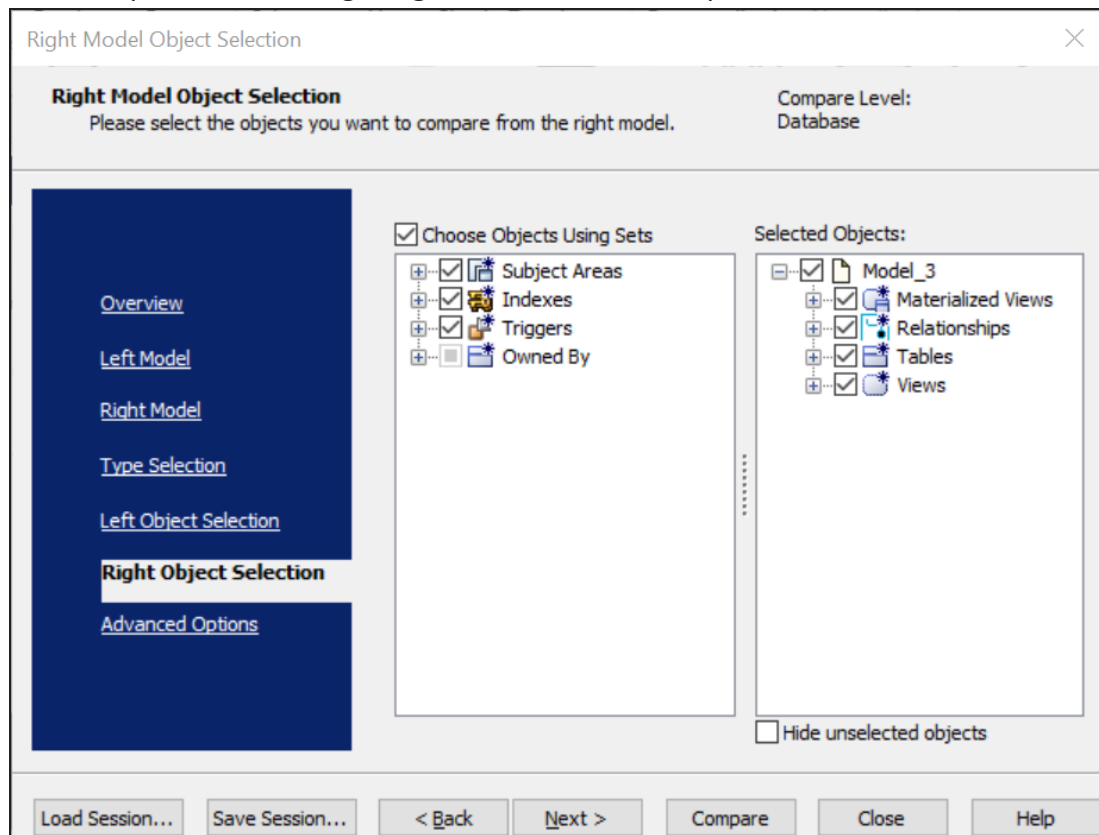 Right Model Object Selection
Right Model Object Selection
Please select the objects you want to compare from the right model.
Compare Level:
Database
Overview
Left Model
Right Model
Type Selection
Left Object Selection
Right Object Selection
Advanced Options
Choose Objects Using Sets
Subject Areas
Indexes
Triggers
Owned By
Selected Objects:
Model_3
Materialized Views
Relationships
Tables
Views
Hide unselected objects
Load Session...
Save Session...
< Back
Next >
Compare
Close
Help